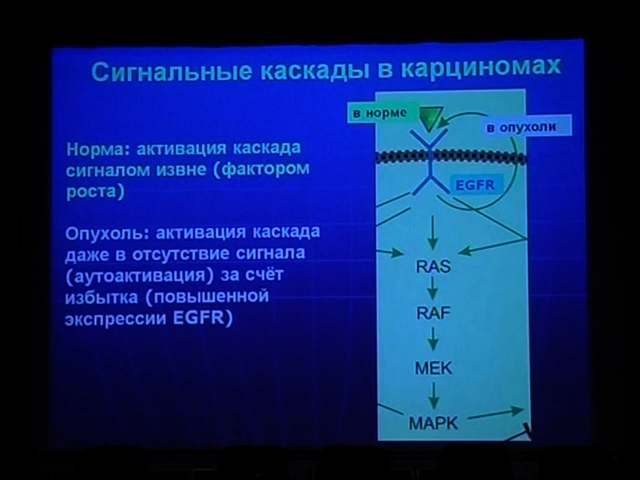 Сигнальные каскады в карциномах
в норме
в опухоли
Норма: активация каскада
сигналом извне (фактором
роста)
EGFR
Опухоль: активация каскада
даже в отсутствие сигнала
(аутоактивация) за счёт
избытка (повышенной
экспрессии EGFR)
RAS
RAF
MEK
MAPK